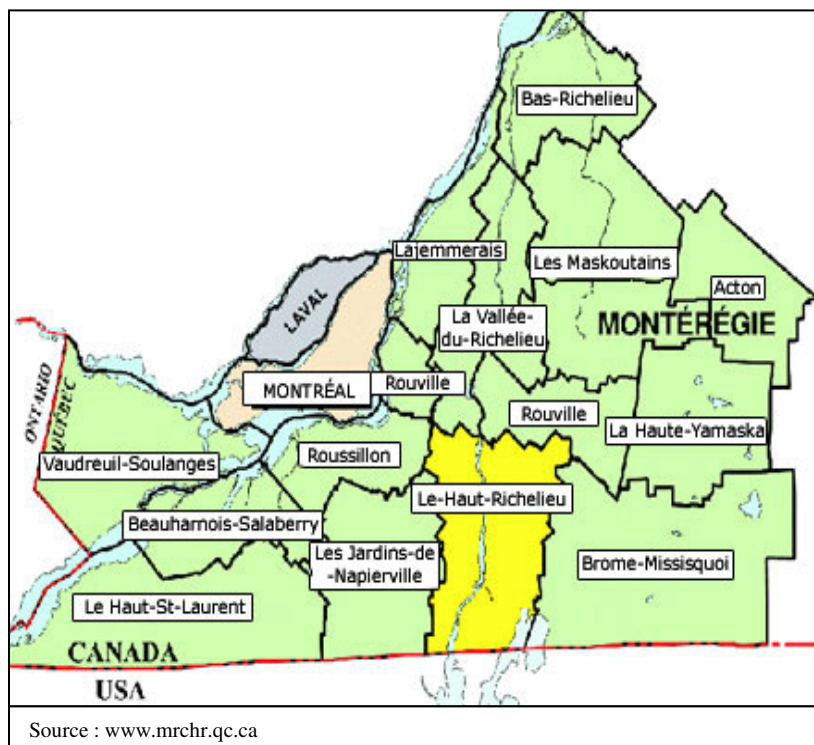 Bas-Richelieu
Lajemmerais
Les Maskoutains
Acton
LAVAL
La Vallée-
du-Richelieu
MONTÉRÉGIE
ONTARIO
QUÉBEC
MONTRÉAL
Rouville
Rouville
La Haute-Yamaska
Vaudreuil-Soulanges
Roussillon
Le-Haut-Richelieu
Beauharnois-Salaberry
Les Jardins-de
-Napierville
Brome-Missisquoi
Le Haut-St-Laurent
CANADA
USA
Source : www.mrchr.qc.ca